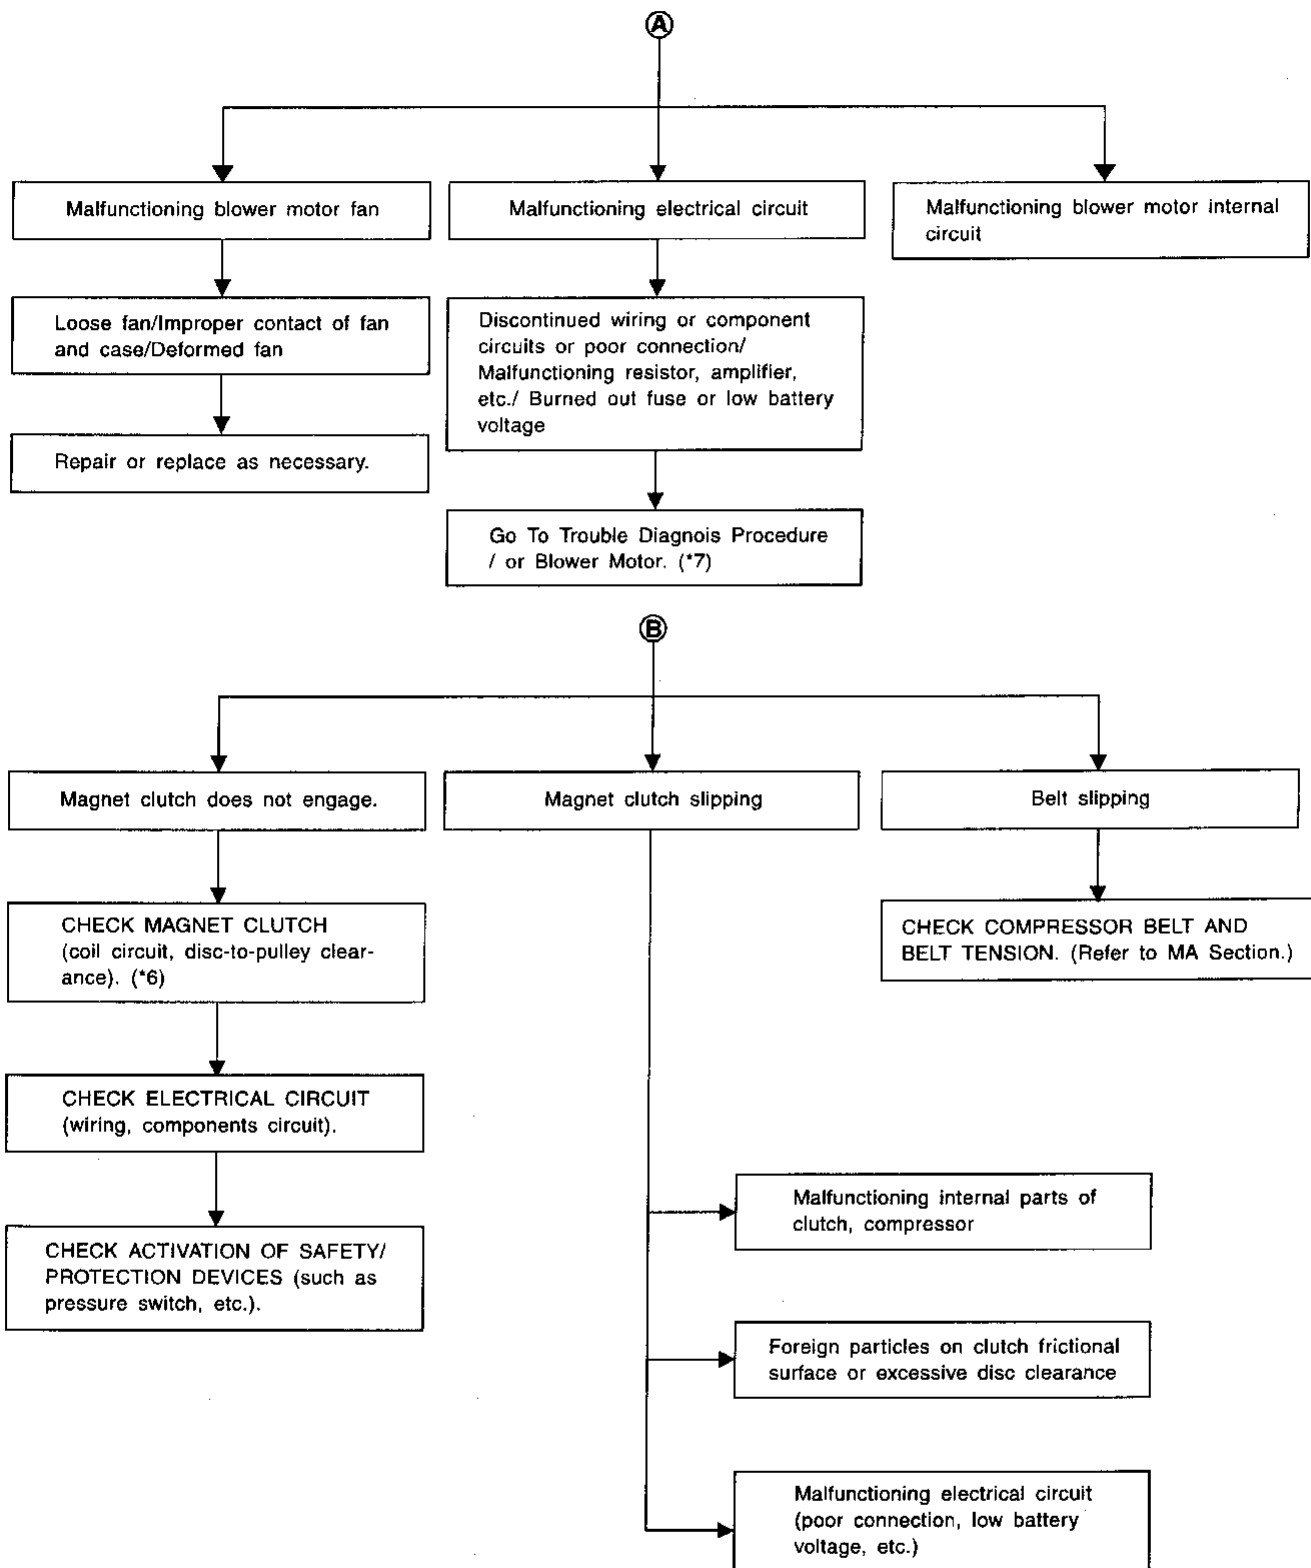 A
Malfunctioning blower motor fan
Malfunctioning electrical circuit
Malfunctioning blower motor internal
circuit
Loose fan/Improper contact of fan
and case/Deformed fan
Discontinued wiring or component
circuits or poor connection/
Malfunctioning resistor, amplifier,
etc./ Burned out fuse or low battery
voltage
Repair or replace as necessary.
Go To Trouble Diagnois Procedure
/ or Blower Motor. (*7)
B
Magnet clutch does not engage.
Magnet clutch slipping
Belt slipping
CHECK MAGNET CLUTCH
(coil circuit, disc-to-pulley clear-
ance). (*6)
CHECK COMPRESSOR BELT AND
BELT TENSION. (Refer to MA Section.)
CHECK ELECTRICAL CIRCUIT
(wiring, components circuit).
CHECK ACTIVATION OF SAFETY/
PROTECTION DEVICES (such as
pressure switch, etc.).
Malfunctioning internal parts of
clutch, compressor
Foreign particles on clutch frictional
surface or excessive disc clearance
Malfunctioning electrical circuit
(poor connection, low battery
voltage, etc.)